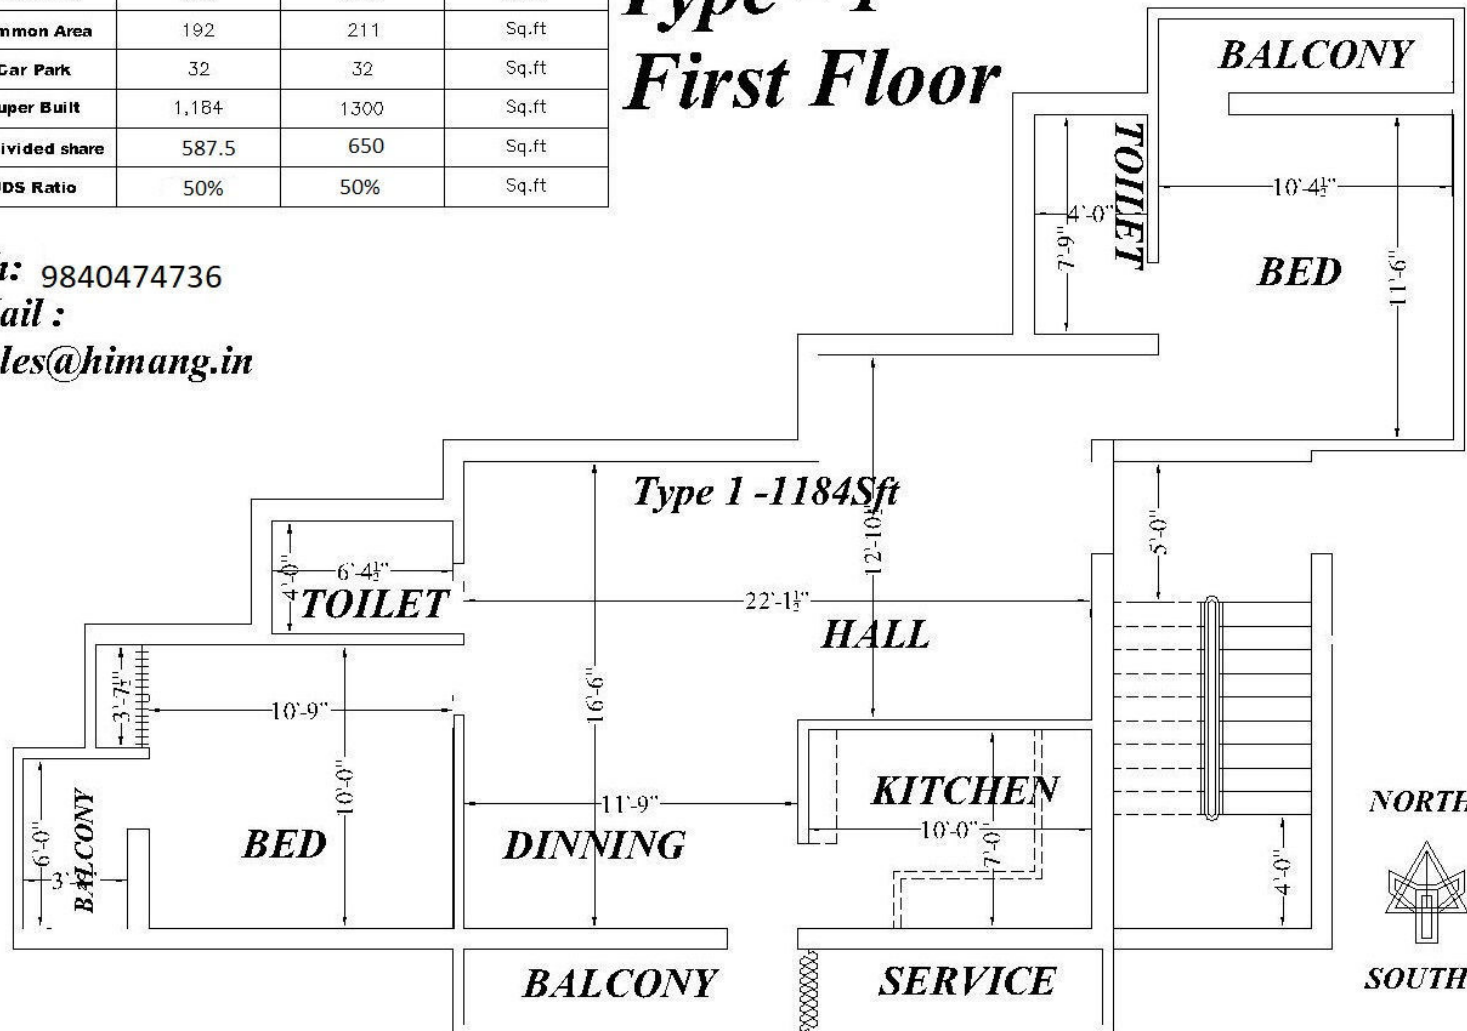 Type - 1
First Floor
mmon Area 192 211 Sq.ft
Car Park 32 32 Sq.ft
uper Built 1,184 1300 Sq.ft
ivided share 587.5 650 Sq.ft
DS Ratio 50% 50% Sq.ft
9840474736
ail :
les@himang.in
BALCONY
TOILET
10'-4½"
4'-0"
7'-9"
BED
11'-6"
Type 1 -1184Sft
12'-10½"
5'-0"
4'-0"
6'-4½"
TOILET
22'-1½"
HALL
3'-7½"
10'-9"
16'-6"
10'-0"
KITCHEN
11'-9"
10'-0"
7'-0"
BED
DINNING
6'-0"
BALCONY
4'-0"
NORTH
SOUTH
BALCONY
SERVICE